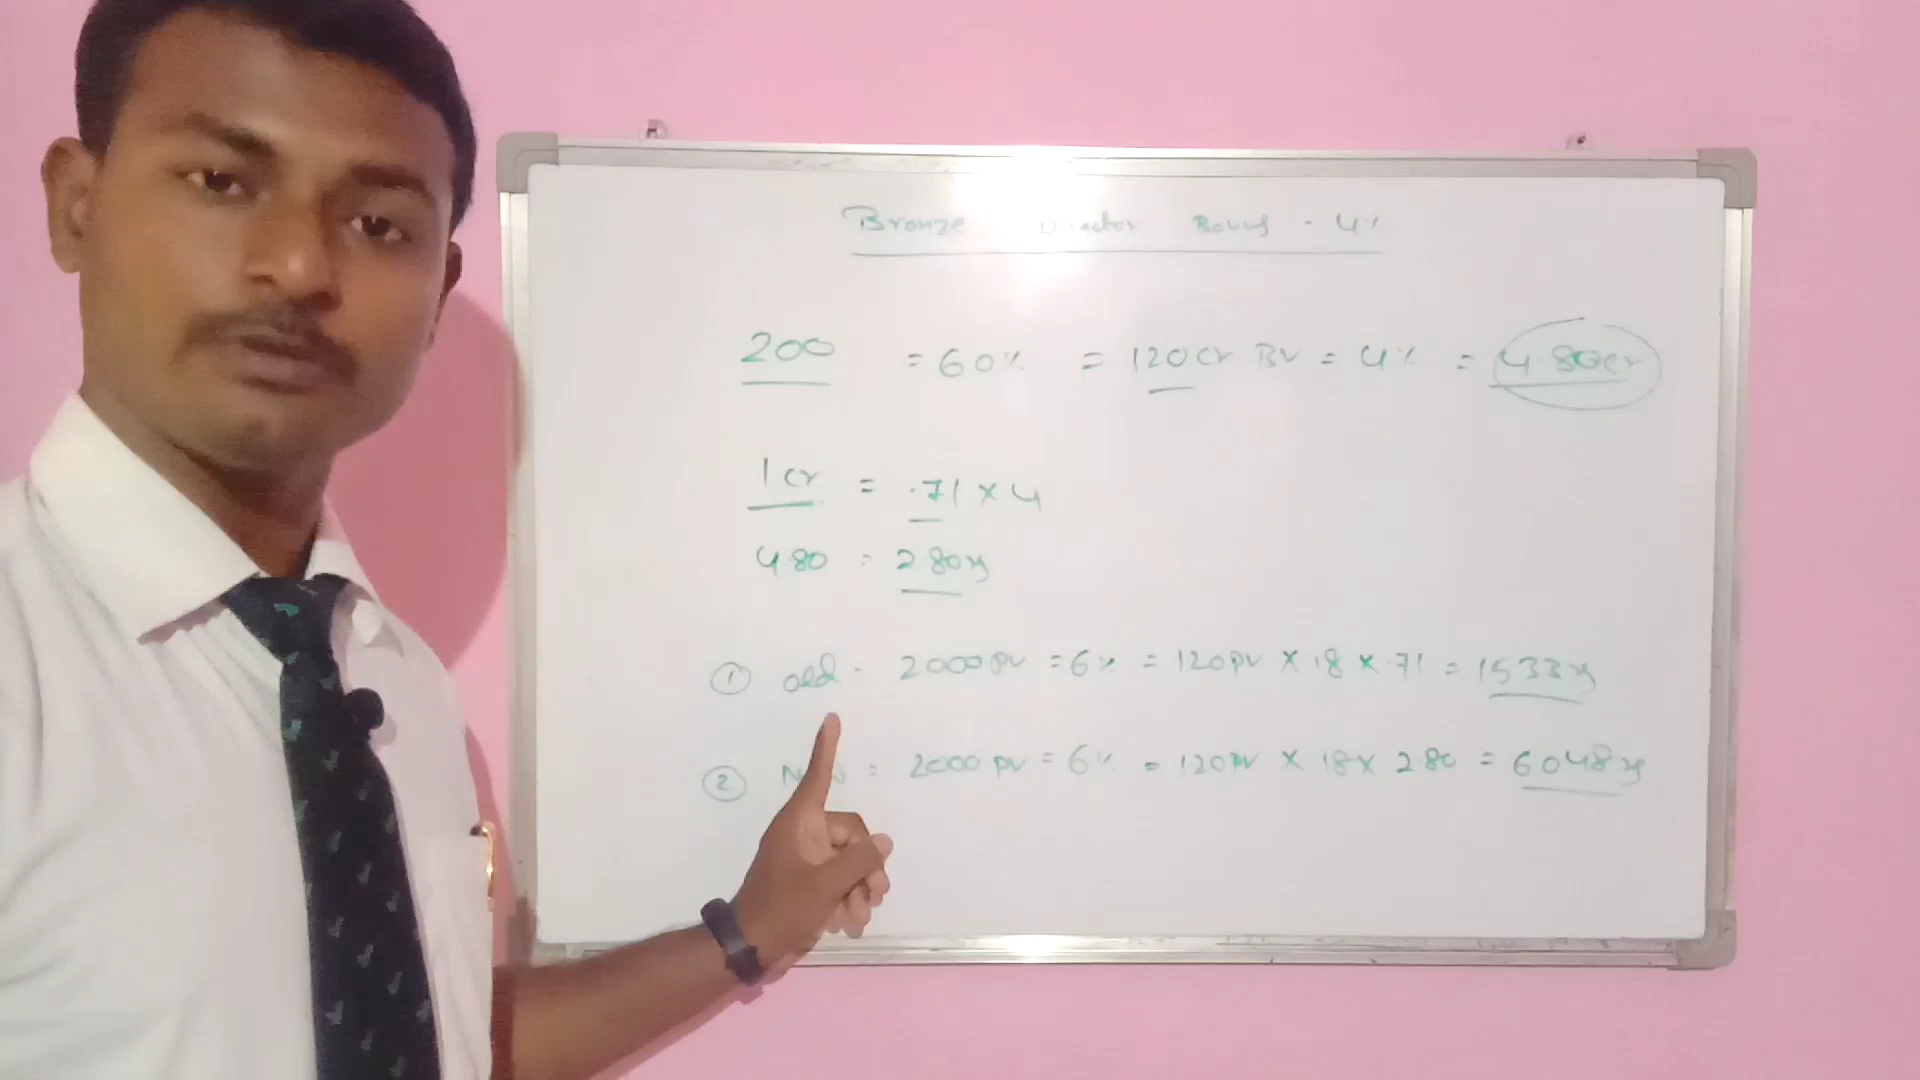 Bronze Director Bonus - 4%
200 = 60% = 120cr BV = 4% = 4.80cr
1cr = .71 × 4
4.80 = 2.80
① old - 2000 PV = 6% = 120 PV × 18 × .71 = 1533
② = 2000 PV = 6% = 120 PV × 18 × 2.80 = 6048